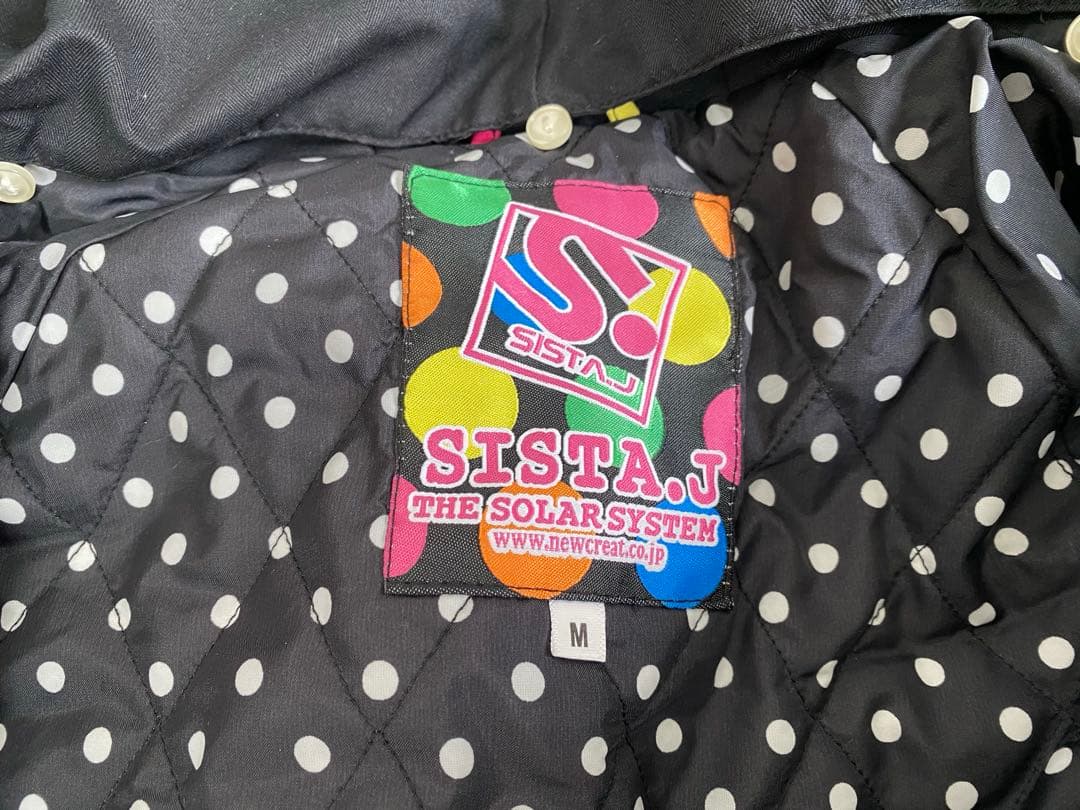 S.
SISTA.J
SISTA.J
THE SOLAR SYSTEM
www.newcreat.co.jp
M